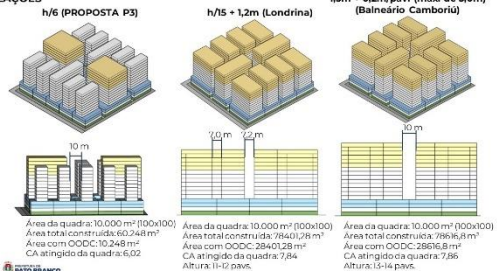 h/6 (PROPOSTA P3)
h/15 + 1,2m (Londrina)
(Balneário Camboriú)
10 m
7,0 m 7,2 m
10 m
Área da quadra: 10.000 m² (100x100)
Área total construída: 60.248 m²
Área com OODC: 10.248 m²
CA atingido da quadra: 6,02
Área da quadra: 10.000 m² (100x100)
Área total construída: 78401,28 m²
Área com OODC: 28401,28 m²
CA atingido da quadra: 7,84
Altura: 11-12 pavs.
Área da quadra: 10.000 m² (100x100)
Área total construída: 78616,8 m²
Área com OODC: 28616,8 m²
CA atingido da quadra: 7,86
Altura: 13-14 pavs.
PATO BRANCO